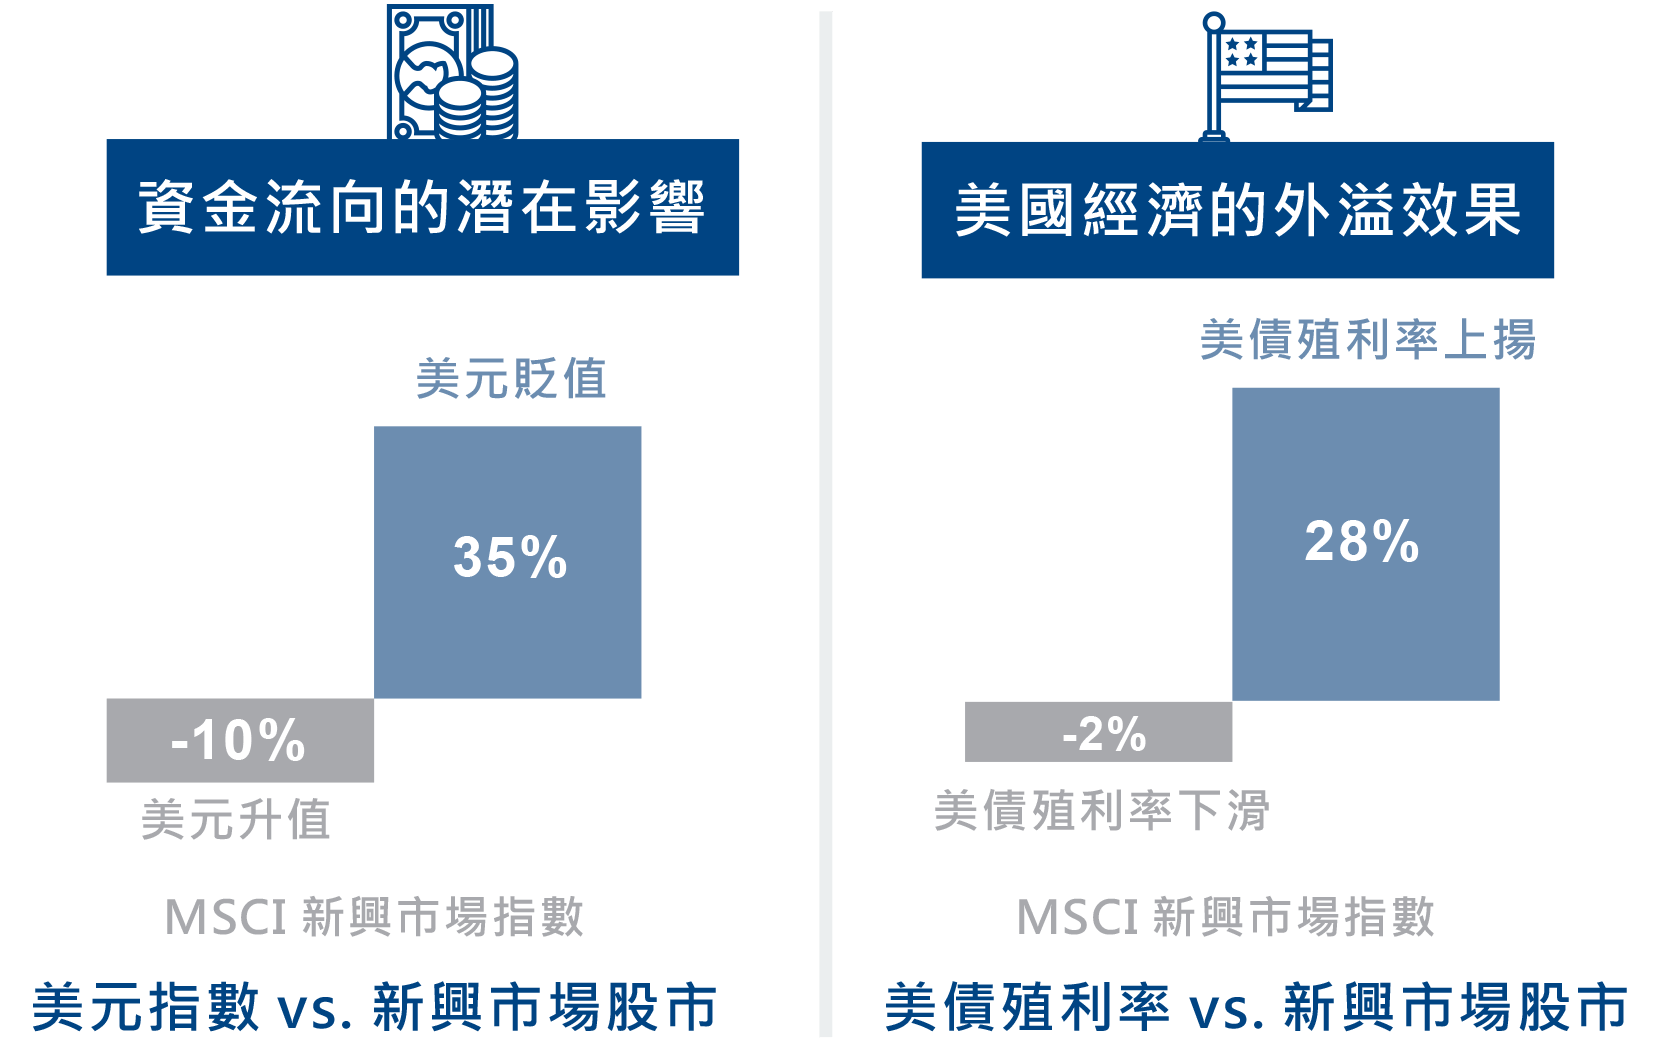 資金流向的潛在影響
美元貶值
35%
-10%
美元升值
MSCI 新興市場指數
美元指數 vs. 新興市場股市
美國經濟的外溢效果
美債殖利率上揚
28%
-2%
美債殖利率下滑
MSCI 新興市場指數
美債殖利率 vs. 新興市場股市